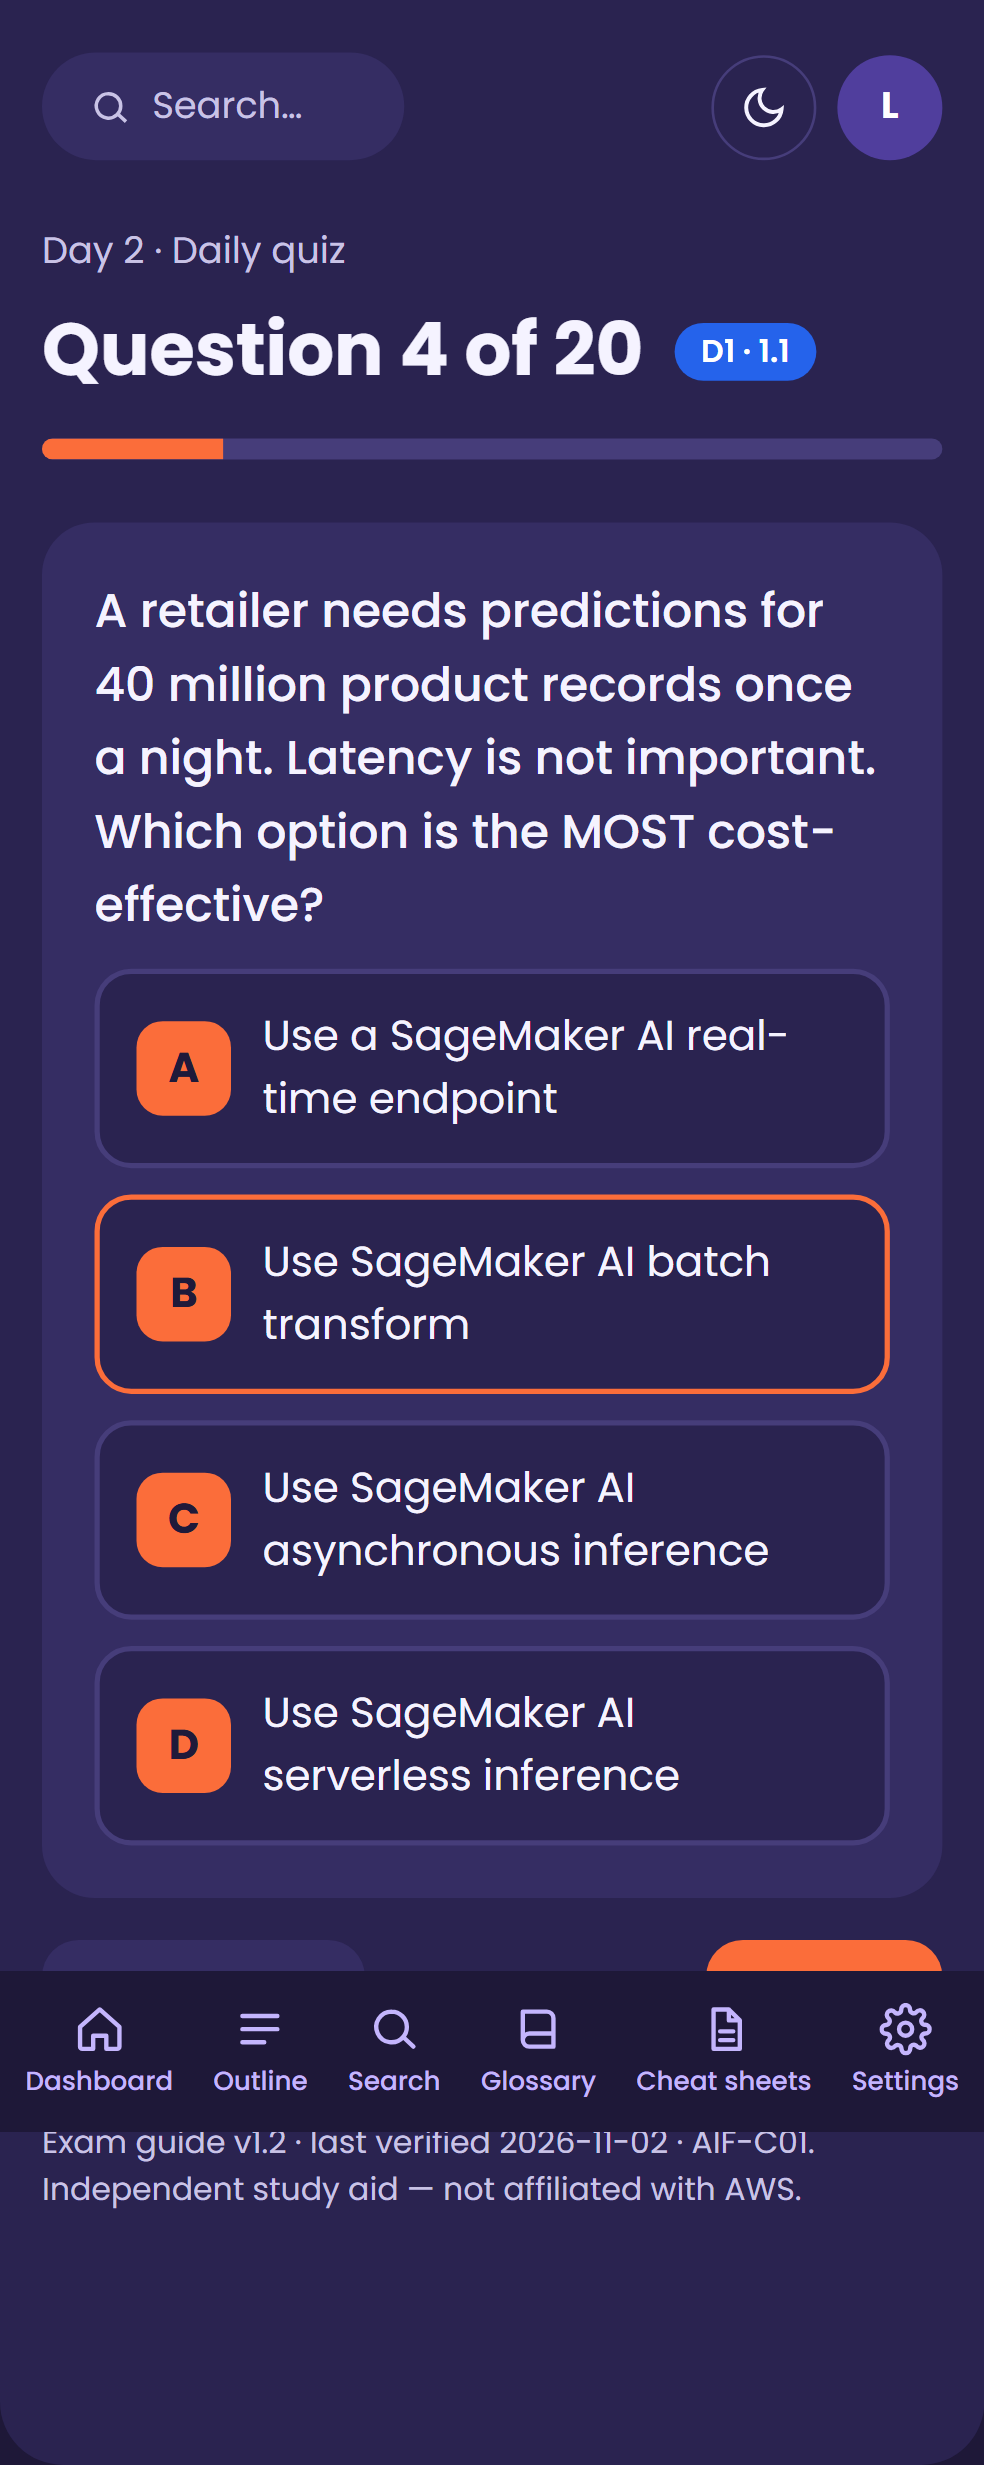 Search...
L
Day 2 · Daily quiz
Question 4 of 20
D1 · 1.1
A retailer needs predictions for
40 million product records once
a night. Latency is not important.
Which option is the MOST cost-
effective?
A
Use a SageMaker AI real-
time endpoint
B
Use SageMaker AI batch
transform
C
Use SageMaker AI
asynchronous inference
D
Use SageMaker AI
serverless inference
Dashboard
Outline
Search
Glossary
Cheat sheets
Settings
Exam guide v1.2 · last verified 2026-11-02 · AIF-C01.
Independent study aid — not affiliated with AWS.